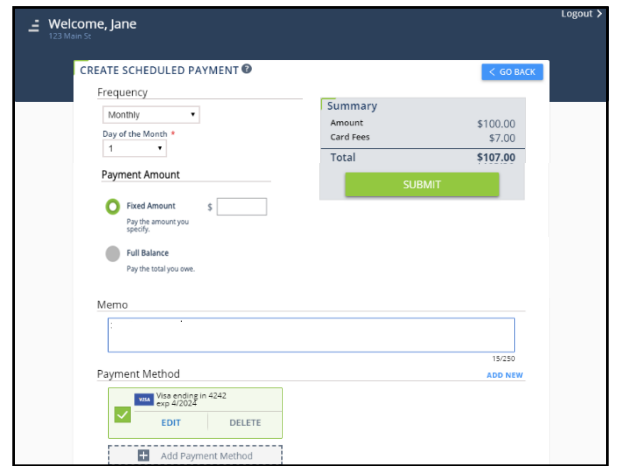 Logout >
Welcome, Jane
123 Main St
CREATE SCHEDULED PAYMENT ?
< GO BACK
Frequency
Monthly
Day of the Month *
1
Summary
Amount $100.00
Card Fees $7.00
Total $107.00
SUBMIT
Payment Amount
Fixed Amount $
Pay the amount you
specify.
Full Balance
Pay the total you owe.
Memo
15/250
Payment Method ADD NEW
VISA Visa ending in 4242
exp 4/2024
EDIT DELETE
+ Add Payment Method